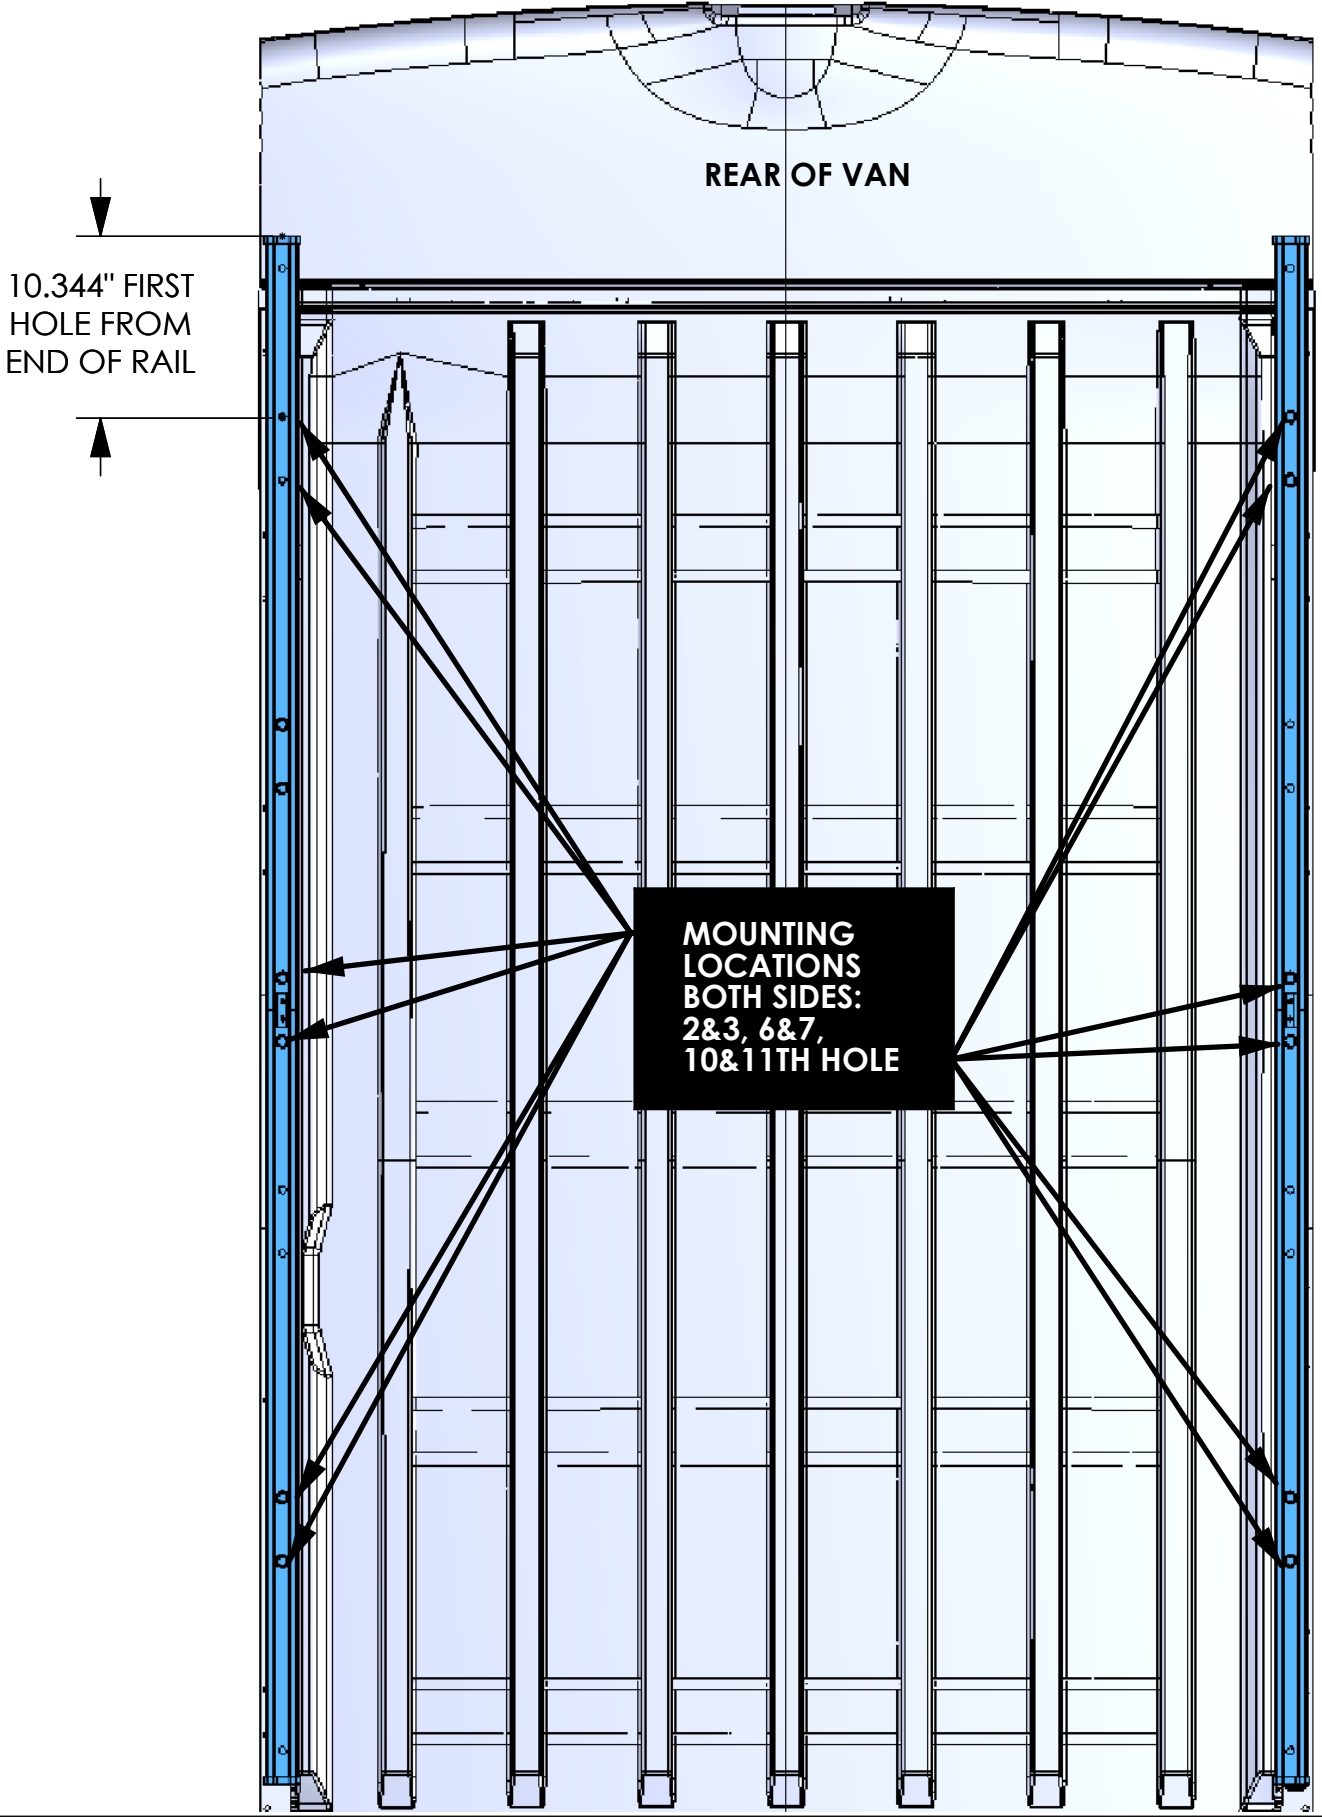 REAR OF VAN
10.344" FIRST
HOLE FROM
END OF RAIL
MOUNTING
LOCATIONS
BOTH SIDES:
2&3, 6&7,
10&11TH HOLE